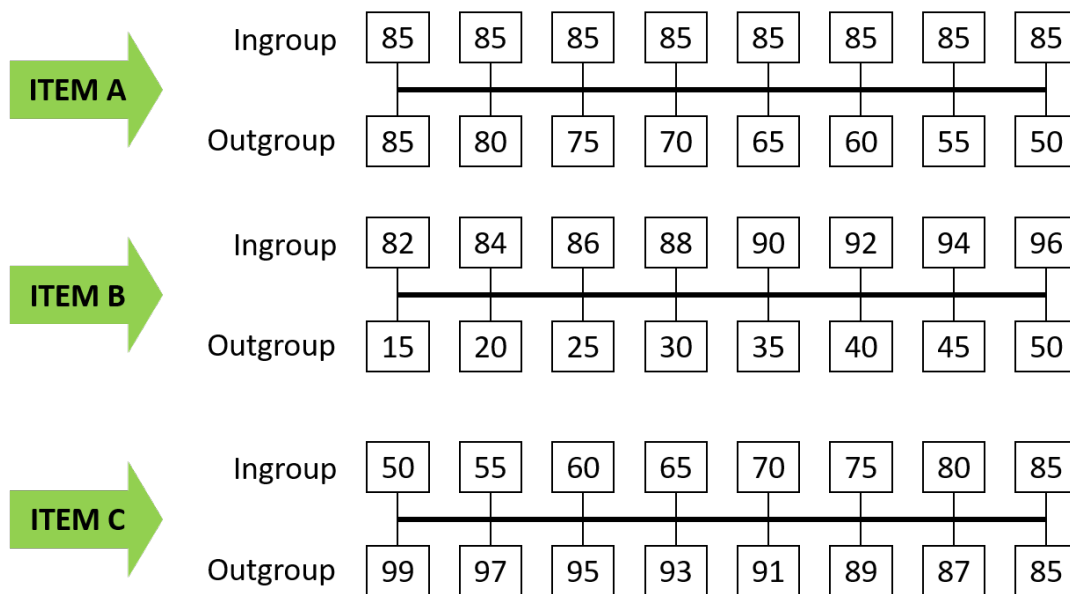 Ingroup 85 85 85 85 85 85 85 85
ITEM A
Outgroup 85 80 75 70 65 60 55 50
Ingroup 82 84 86 88 90 92 94 96
ITEM B
Outgroup 15 20 25 30 35 40 45 50
Ingroup 50 55 60 65 70 75 80 85
ITEM C
Outgroup 99 97 95 93 91 89 87 85